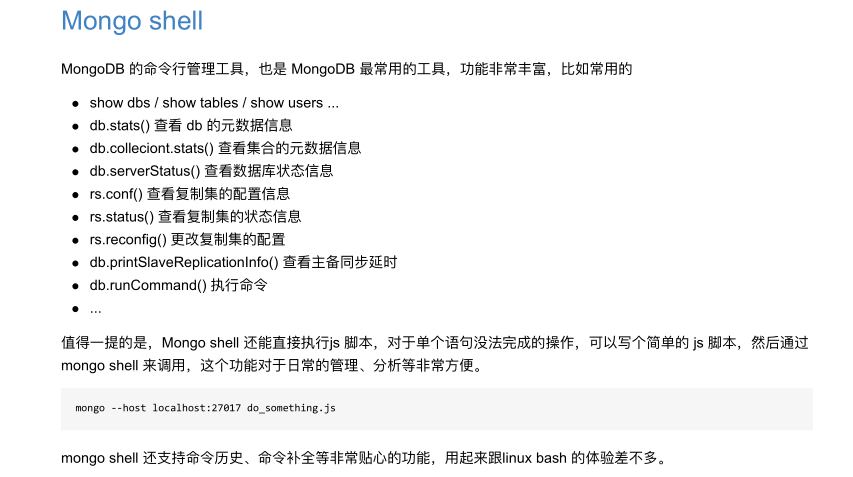 Mongo shell
MongoDB 的命令行管理工具，也是 MongoDB 最常用的工具，功能非常丰富，比如常用的
● show dbs / show tables / show users ...
● db.stats() 查看 db 的元数据信息
● db.colleciont.stats() 查看集合的元数据信息
● db.serverStatus() 查看数据库状态信息
● rs.conf() 查看复制集的配置信息
● rs.status() 查看复制集的状态信息
● rs.reconfig() 更改复制集的配置
● db.printSlaveReplicationInfo() 查看主备同步延时
● db.runCommand() 执行命令
● ...
值得一提的是，Mongo shell 还能直接执行js 脚本，对于单个语句没法完成的操作，可以写个简单的 js 脚本，然后通过
mongo shell 来调用，这个功能对于日常的管理、分析等非常方便。
mongo --host localhost:27017 do_something.js
mongo shell 还支持命令历史、命令补全等非常贴心的功能，用起来跟linux bash 的体验差不多。